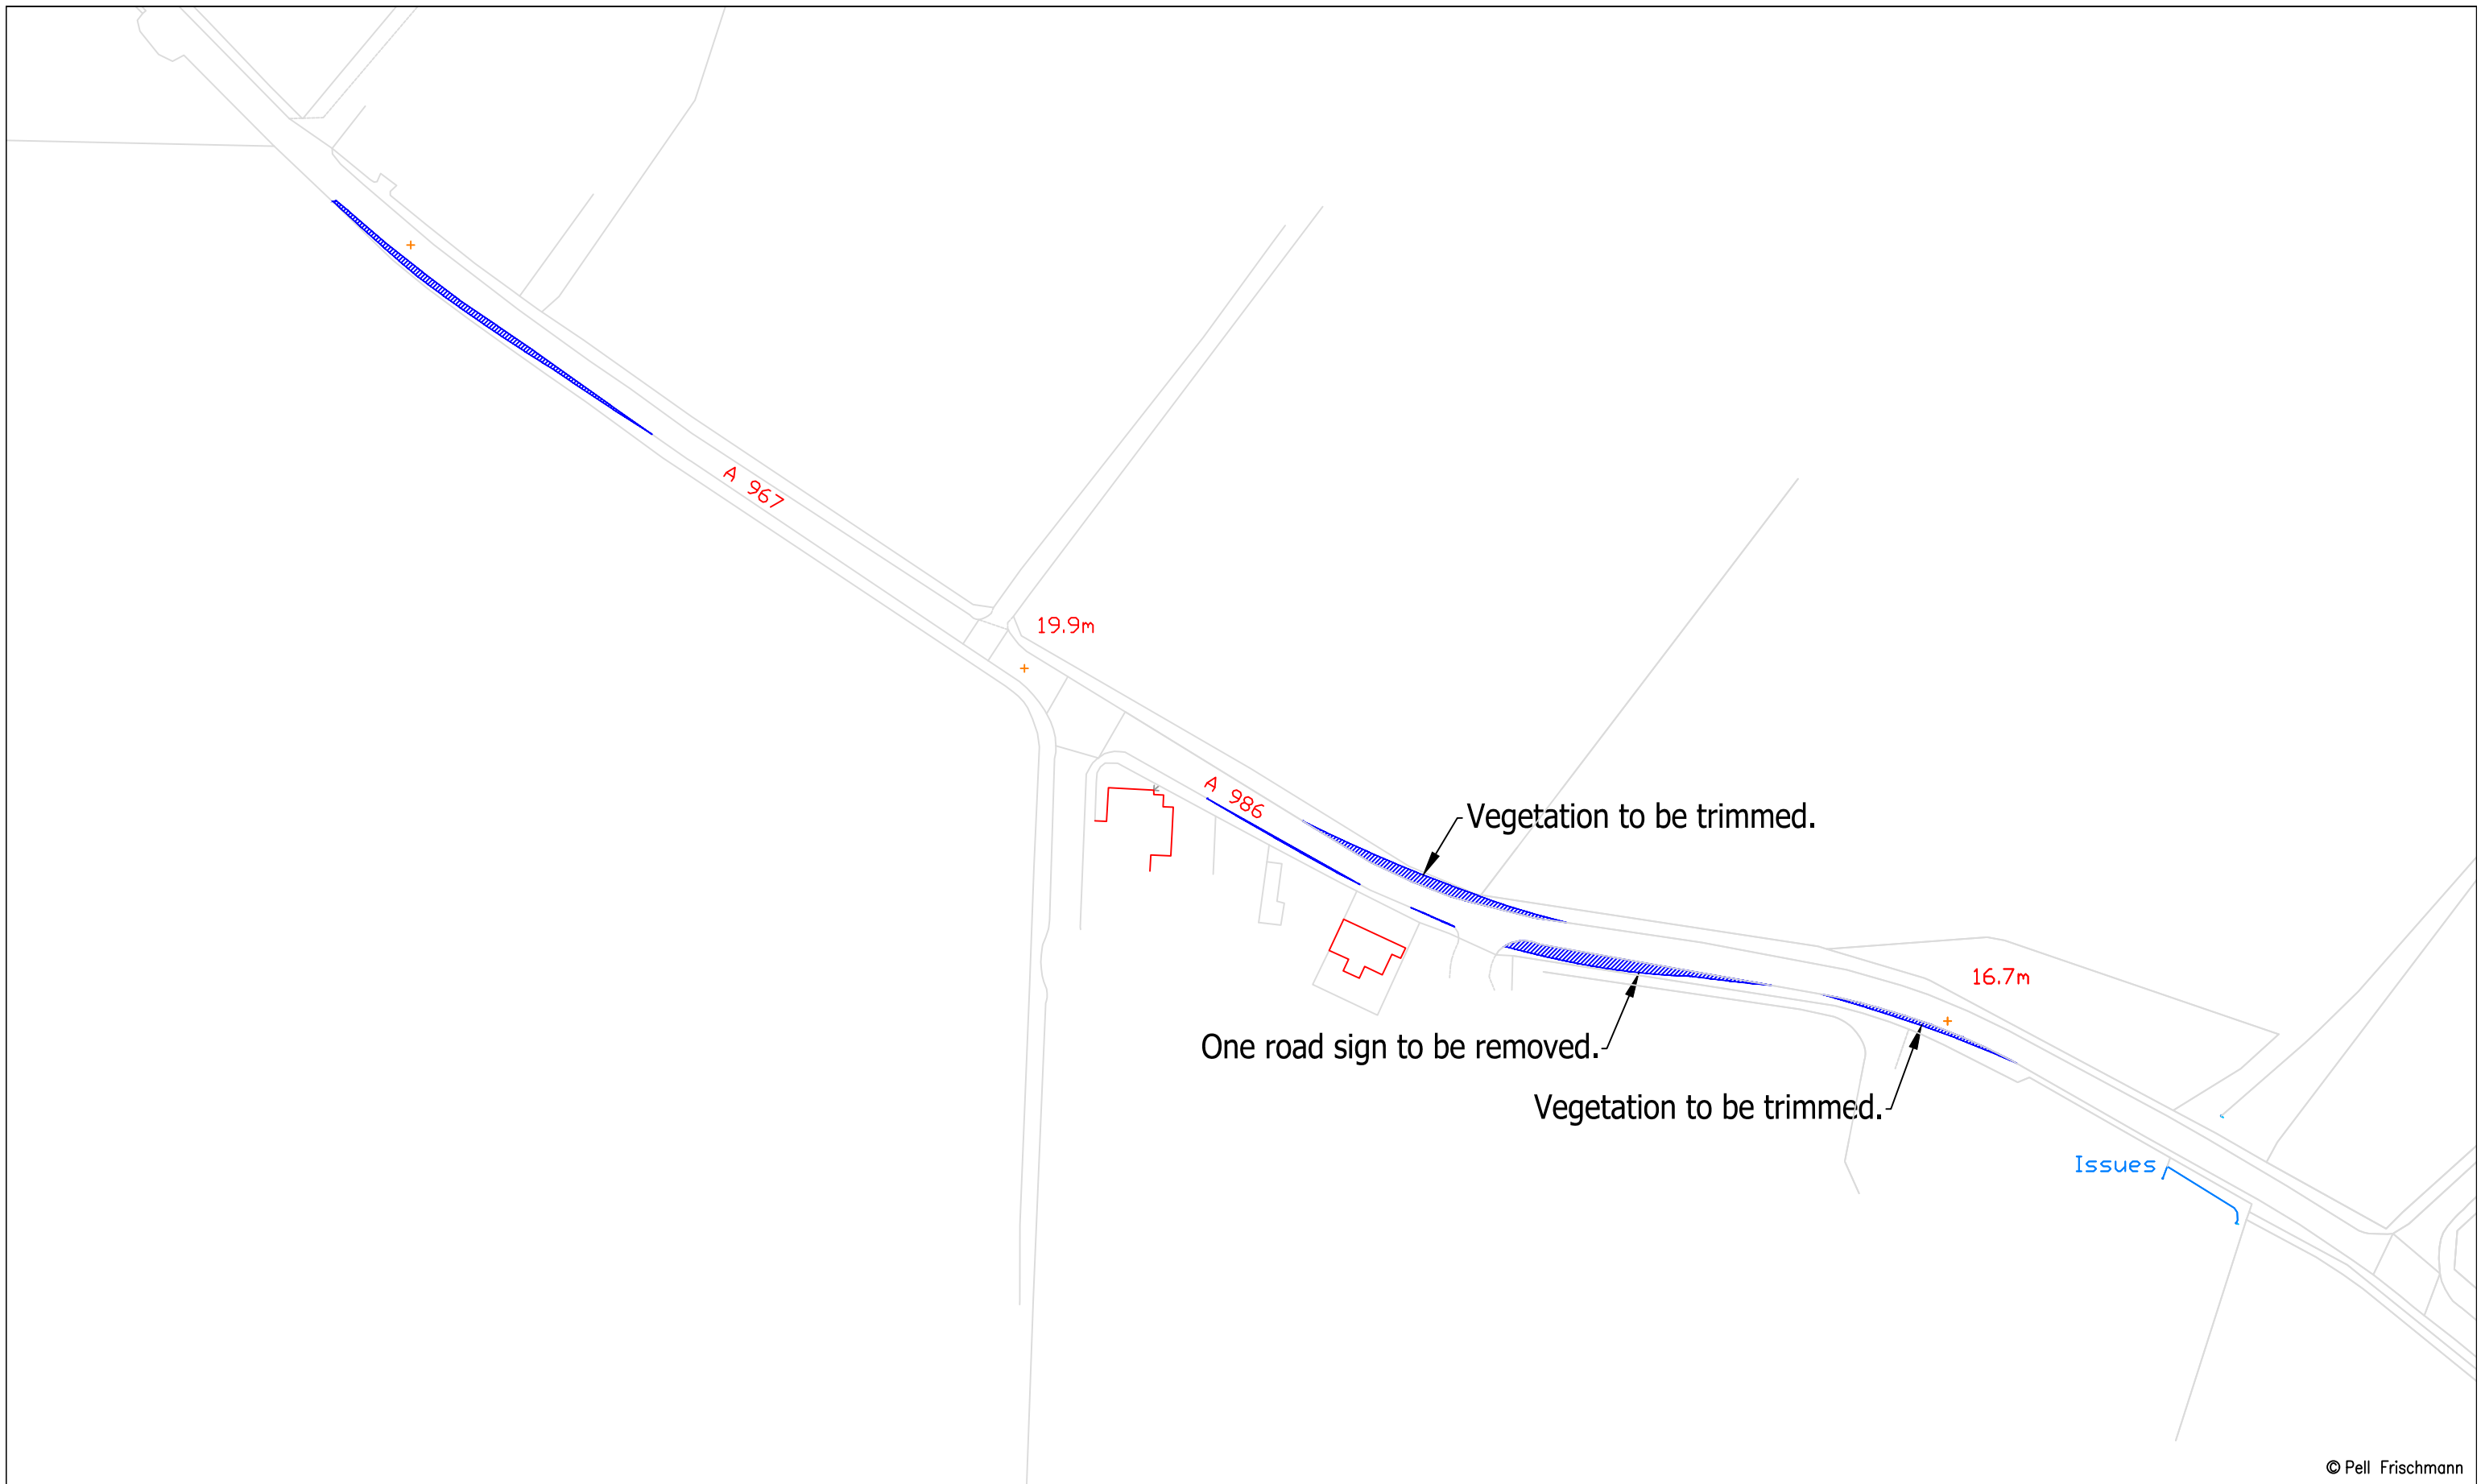 A 967
19.9m
A 986
Vegetation to be trimmed.
16.7m
One road sign to be removed.
Vegetation to be trimmed.
Issues
© Pell Frischmann